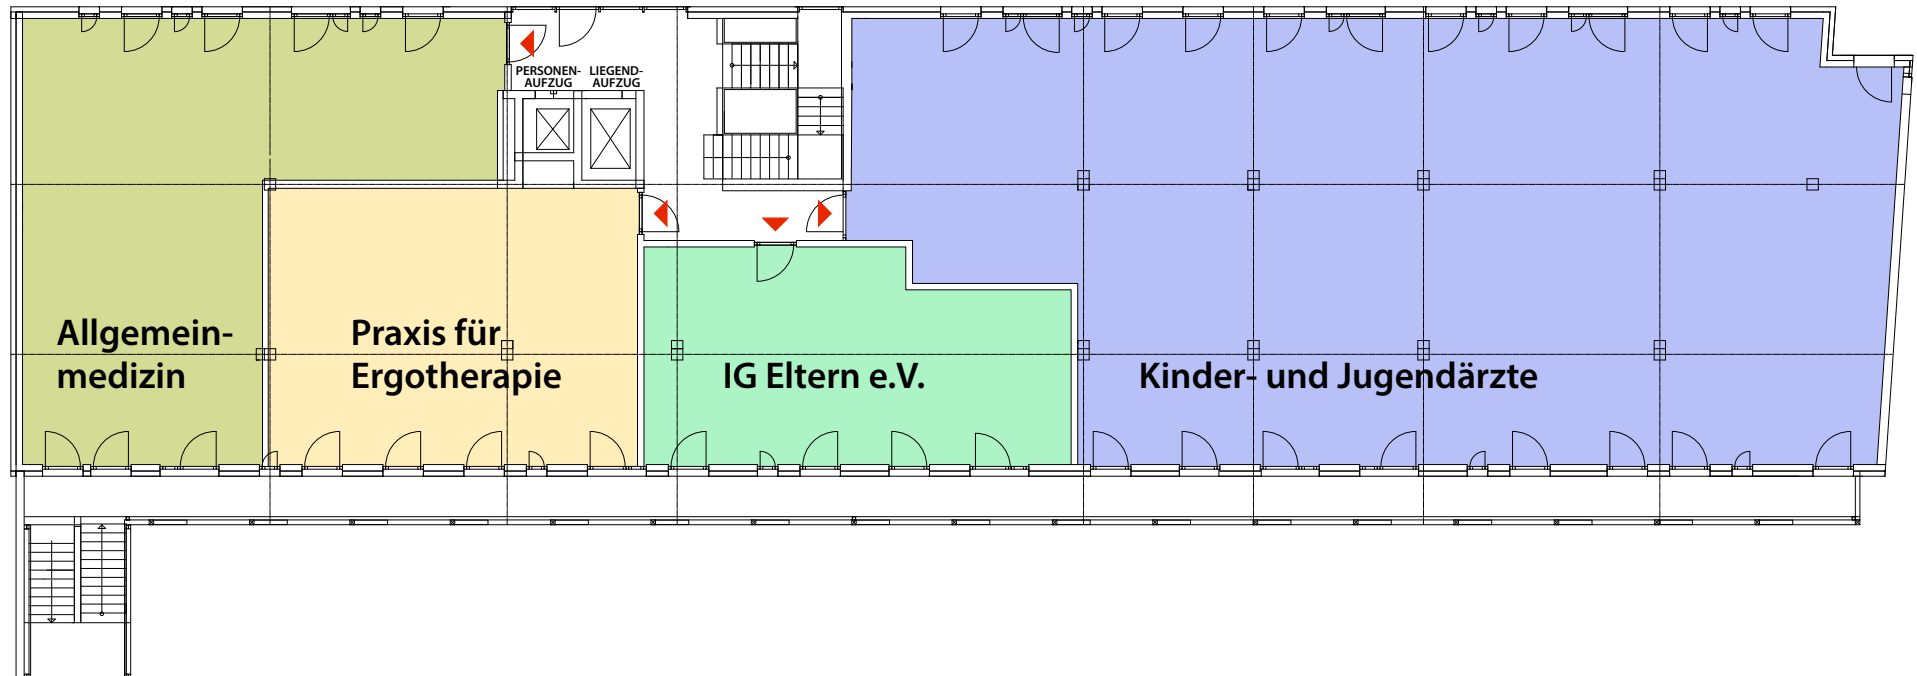 PERSONEN-
AUFZUG
LIEGEND-
AUFZUG
Allgemein-
medizin
Praxis für
Ergotherapie
IG Eltern e.V.
Kinder- und Jugendärzte